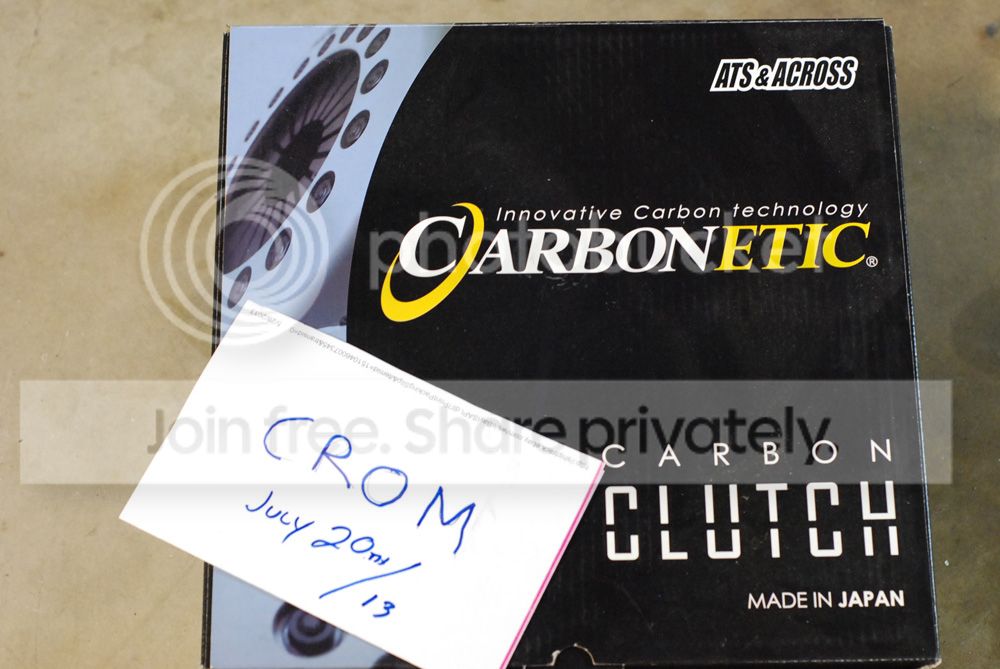 ATS & ACROSS
Innovative Carbon technology
CARBONETIC®
photobucket
Join free. Share privately.
CARBON
CLUTCH
MADE IN JAPAN
CROM
JULY 20TH
/13